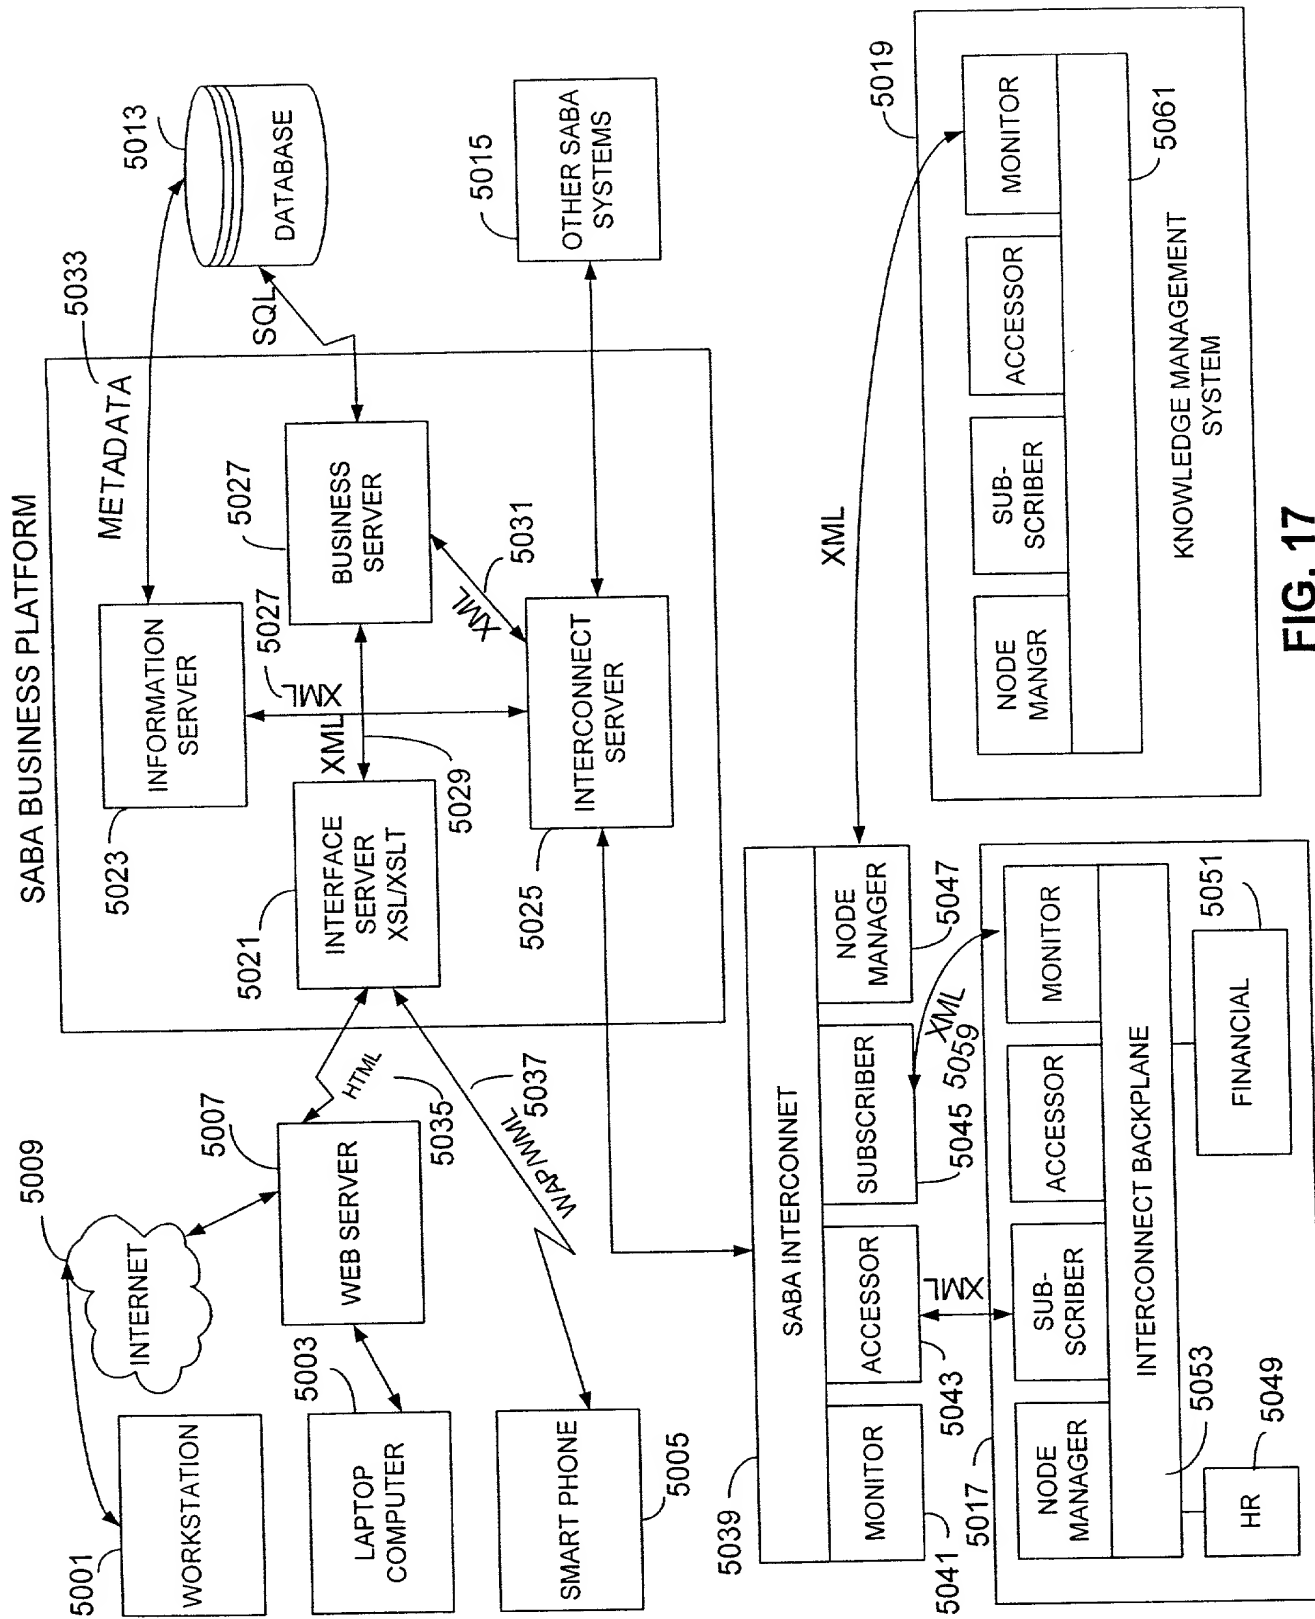 SABA BUSINESS PLATFORM
5001
WORKSTATION
5009
INTERNET
5007
WEB SERVER
5003
LAPTOP
COMPUTER
SMART PHONE
5005
HTML
5035
WAP/WML
5037
5023
INFORMATION
SERVER
METADATA
5033
5013
DATABASE
SQL
5021
INTERFACE
SERVER
XSL/XSLT
XML
5029
XML
5027
5027
BUSINESS
SERVER
XML
5031
5025
INTERCONNECT
SERVER
5015
OTHER SABA
SYSTEMS
5039
SABA INTERCONNET
MONITOR
ACCESSOR
SUBSCRIBER
NODE
MANAGER
5041
5043
5045
5047
XML
XML
5059
5017
NODE
MANAGER
SUB-
SCRIBER
ACCESSOR
MONITOR
INTERCONNECT BACKPLANE
5053
HR
5049
FINANCIAL
5051
XML
5019
NODE
MANGR
SUB-
SCRIBER
ACCESSOR
MONITOR
5061
KNOWLEDGE MANAGEMENT
SYSTEM
FIG. 17